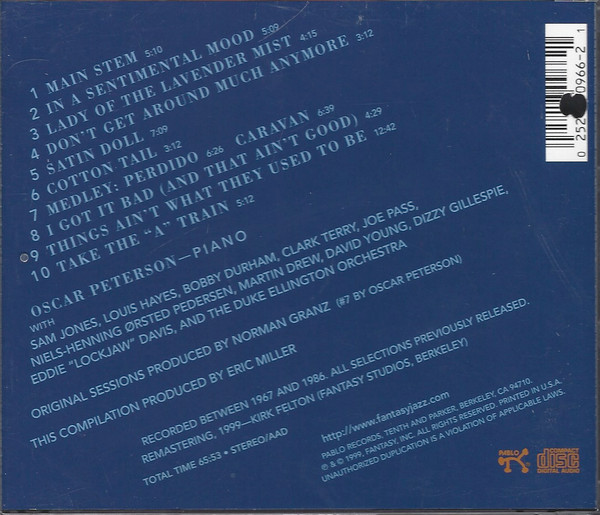 1 MAIN STEM 5:10
2 IN A SENTIMENTAL MOOD 5:09
3 LADY OF THE LAVENDER MIST 4:15
4 DON'T GET AROUND MUCH ANYMORE 3:12
5 SATIN DOLL 7:09
6 COTTON TAIL 3:12
7 MEDLEY: PERDIDO 6:26 CARAVAN 6:39
8 I GOT IT BAD (AND THAT AIN'T GOOD) 4:29
9 THINGS AIN'T WHAT THEY USED TO BE 12:42
10 TAKE THE "A" TRAIN 5:12
OSCAR PETERSON—PIANO
WITH
SAM JONES, LOUIS HAYES, BOBBY DURHAM, CLARK TERRY, JOE PASS,
NIELS-HENNING ØRSTED PEDERSEN, MARTIN DREW, DAVID YOUNG, DIZZY GILLESPIE,
EDDIE "LOCKJAW" DAVIS, AND THE DUKE ELLINGTON ORCHESTRA
ORIGINAL SESSIONS PRODUCED BY NORMAN GRANZ (#7 BY OSCAR PETERSON)
THIS COMPILATION PRODUCED BY ERIC MILLER
RECORDED BETWEEN 1967 AND 1986. ALL SELECTIONS PREVIOUSLY RELEASED.
REMASTERING, 1999—KIRK FELTON (FANTASY STUDIOS, BERKELEY)
TOTAL TIME 65:53 • STEREO/AAD
http://www.fantasyjazz.com
PABLO RECORDS, TENTH AND PARKER, BERKELEY, CA 94710.
℗ & © 1999, FANTASY, INC. ALL RIGHTS RESERVED. PRINTED IN U.S.A.
UNAUTHORIZED DUPLICATION IS A VIOLATION OF APPLICABLE LAWS.
PABLO
COMPACT
disc
DIGITAL AUDIO
0 252 0966-2 1